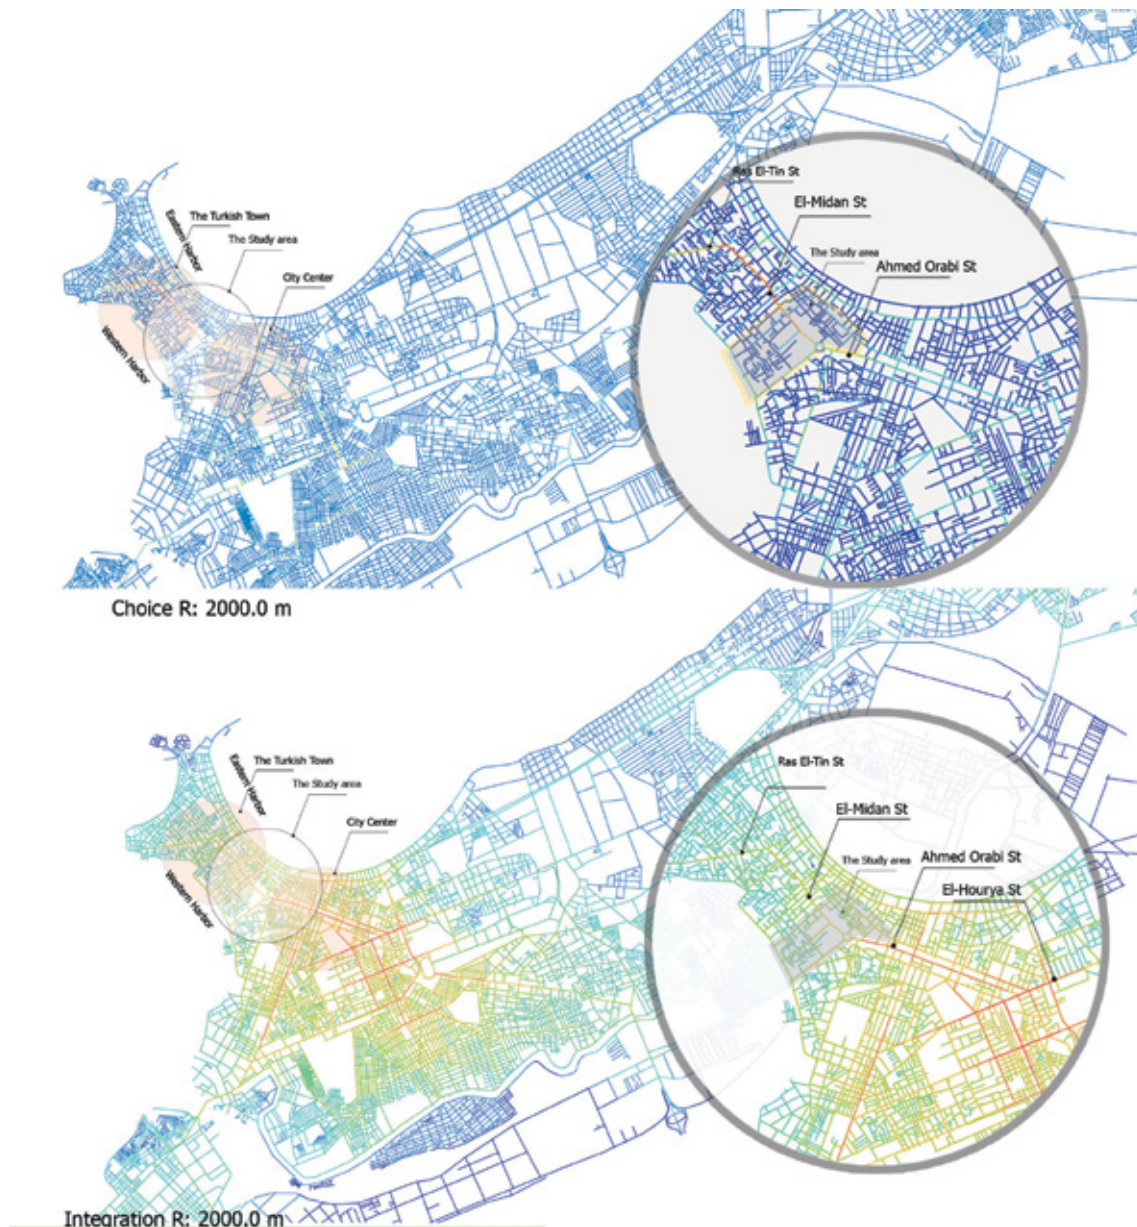 Ras El-Tin St
El-Midan St
The Turkish Town
Eastern Harbor
The Study area
The Study area
Ahmed Orabi St
City Center
Western Harbor
Choice R: 2000.0 m
The Turkish Town
Eastern Harbor
Ras El-Tin St
The Study area
El-Midan St
City Center
The Study area
Ahmed Orabi St
Western Harbor
El-Hourya St
Integration R: 2000.0 m